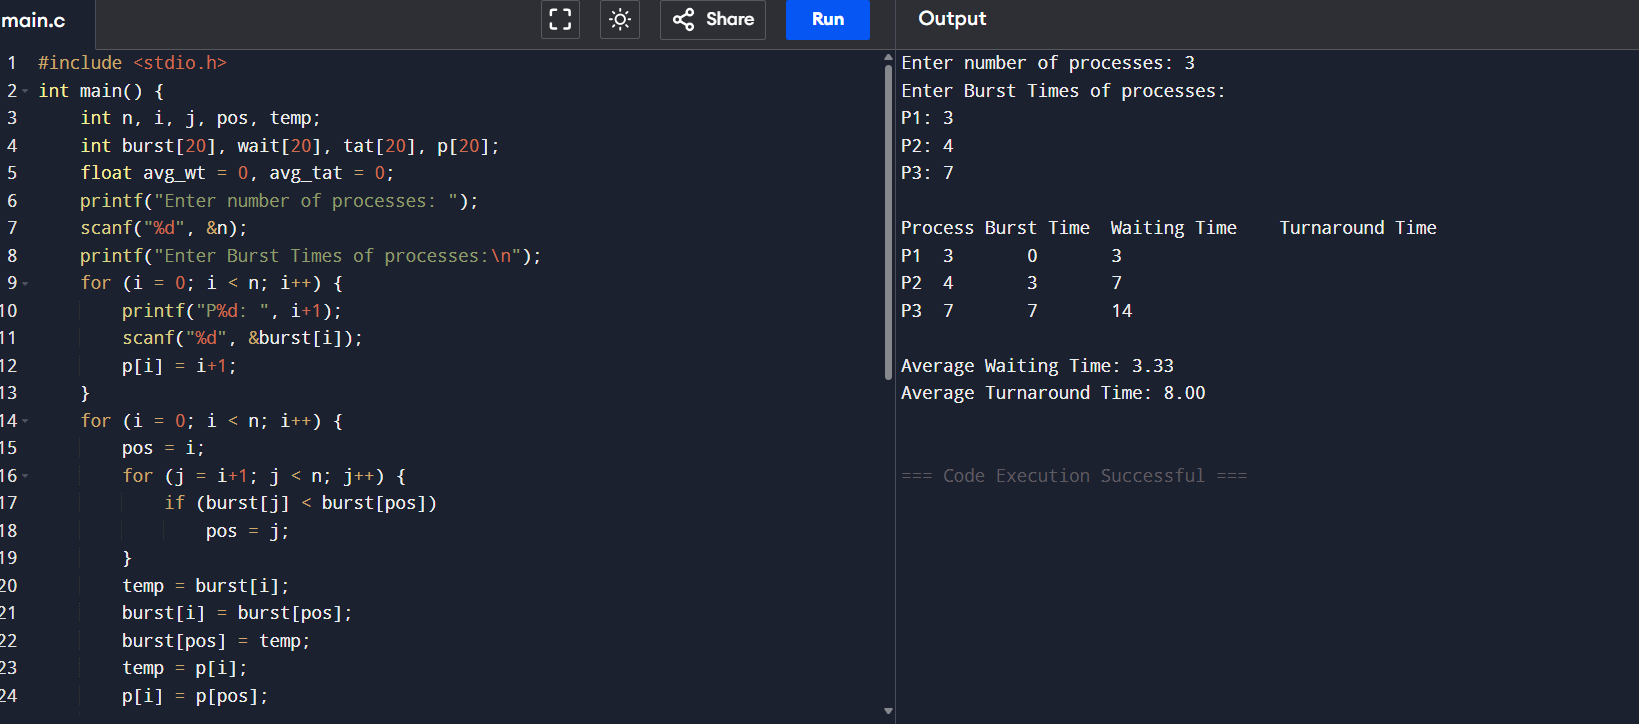 main.c
Share
Run
Output
1 #include <stdio.h>
2 int main() {
3     int n, i, j, pos, temp;
4     int burst[20], wait[20], tat[20], p[20];
5     float avg_wt = 0, avg_tat = 0;
6     printf("Enter number of processes: ");
7     scanf("%d", &n);
8     printf("Enter Burst Times of processes:\n");
9     for (i = 0; i < n; i++) {
10         printf("P%d: ", i+1);
11         scanf("%d", &burst[i]);
12         p[i] = i+1;
13     }
14     for (i = 0; i < n; i++) {
15         pos = i;
16         for (j = i+1; j < n; j++) {
17             if (burst[j] < burst[pos])
18                 pos = j;
19         }
20         temp = burst[i];
21         burst[i] = burst[pos];
22         burst[pos] = temp;
23         temp = p[i];
24         p[i] = p[pos];
Enter number of processes: 3
Enter Burst Times of processes:
P1: 3
P2: 4
P3: 7
Process Burst Time  Waiting Time    Turnaround Time
P1  3       0       3
P2  4       3       7
P3  7       7       14
Average Waiting Time: 3.33
Average Turnaround Time: 8.00
=== Code Execution Successful ===